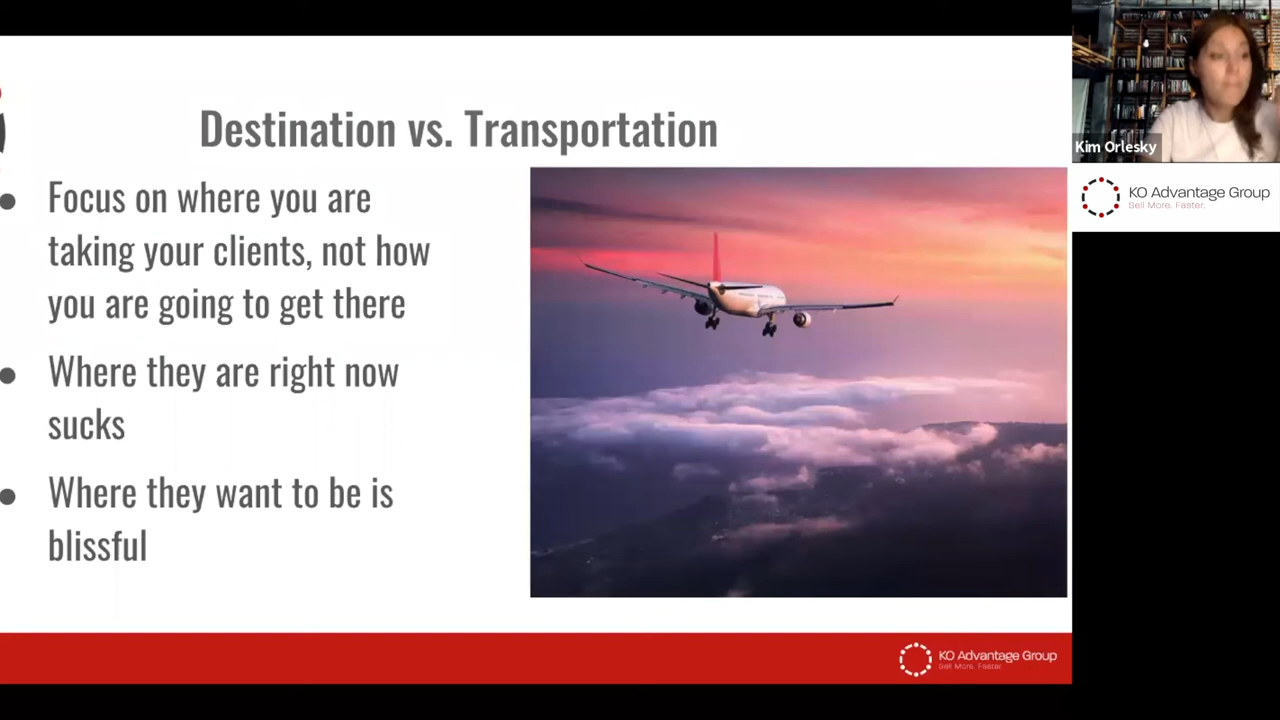 Destination vs. Transportation
● Focus on where you are
taking your clients, not how
you are going to get there
● Where they are right now
sucks
● Where they want to be is
blissful
Kim Orlesky
KO Advantage Group
Sell More. Faster.
KO Advantage Group
Sell More. Faster.